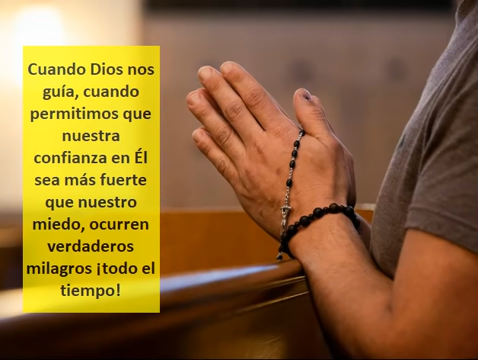 Cuando Dios nos
guía, cuando
permitimos que
nuestra
confianza en Él
sea más fuerte
que nuestro
miedo, ocurren
verdaderos
milagros ¡todo el
tiempo!